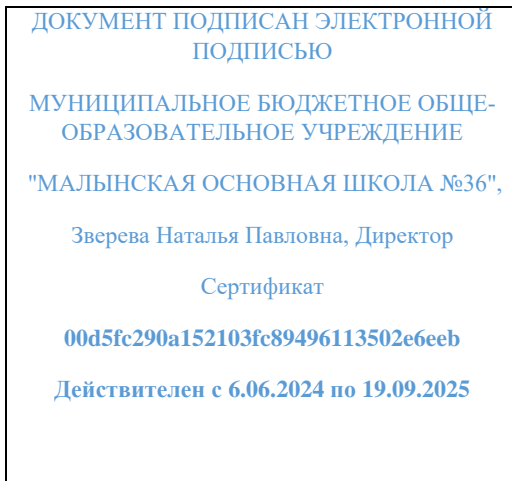 ДОКУМЕНТ ПОДПИСАН ЭЛЕКТРОННОЙ
ПОДПИСЬЮ
МУНИЦИПАЛЬНОЕ БЮДЖЕТНОЕ ОБЩЕ-
ОБРАЗОВАТЕЛЬНОЕ УЧРЕЖДЕНИЕ
"МАЛЫНСКАЯ ОСНОВНАЯ ШКОЛА №36",
Зверева Наталья Павловна, Директор
Сертификат
00d5fc290a152103fc89496113502e6eeb
Действителен с 6.06.2024 по 19.09.2025